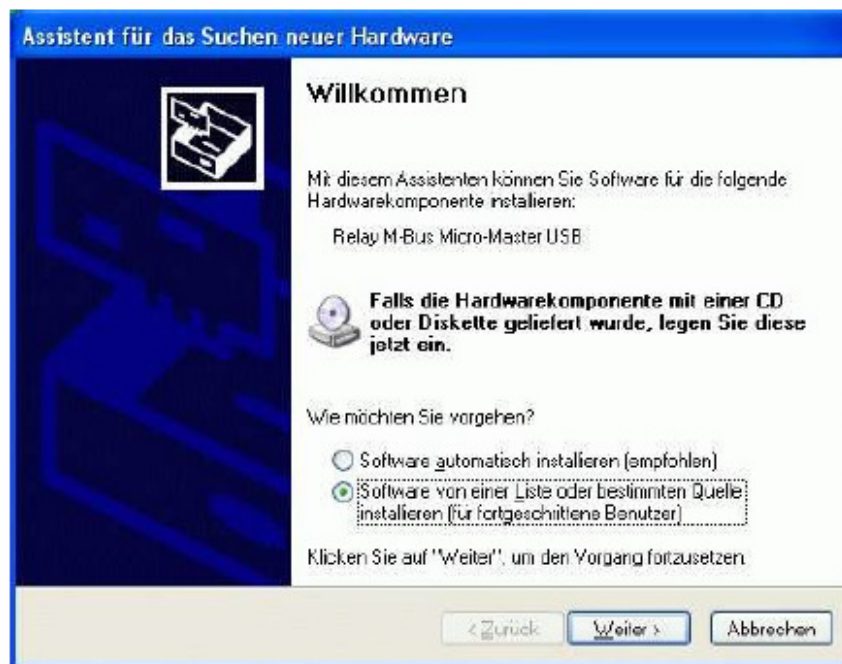 Assistent für das Suchen neuer Hardware
Willkommen
Mit diesem Assistenten können Sie Software für die folgende
Hardwarekomponente installieren:
Relay M-Bus Micro-Master USB
Falls die Hardwarekomponente mit einer CD
oder Diskette geliefert wurde, legen Sie diese
jetzt ein.
Wie möchten Sie vorgehen?
Software automatisch installieren (empfohlen)
Software von einer Liste oder bestimmten Quelle
installieren (für fortgeschrittene Benutzer)
Klicken Sie auf "Weiter", um den Vorgang fortzusetzen.
< Zurück Weiter > Abbrechen